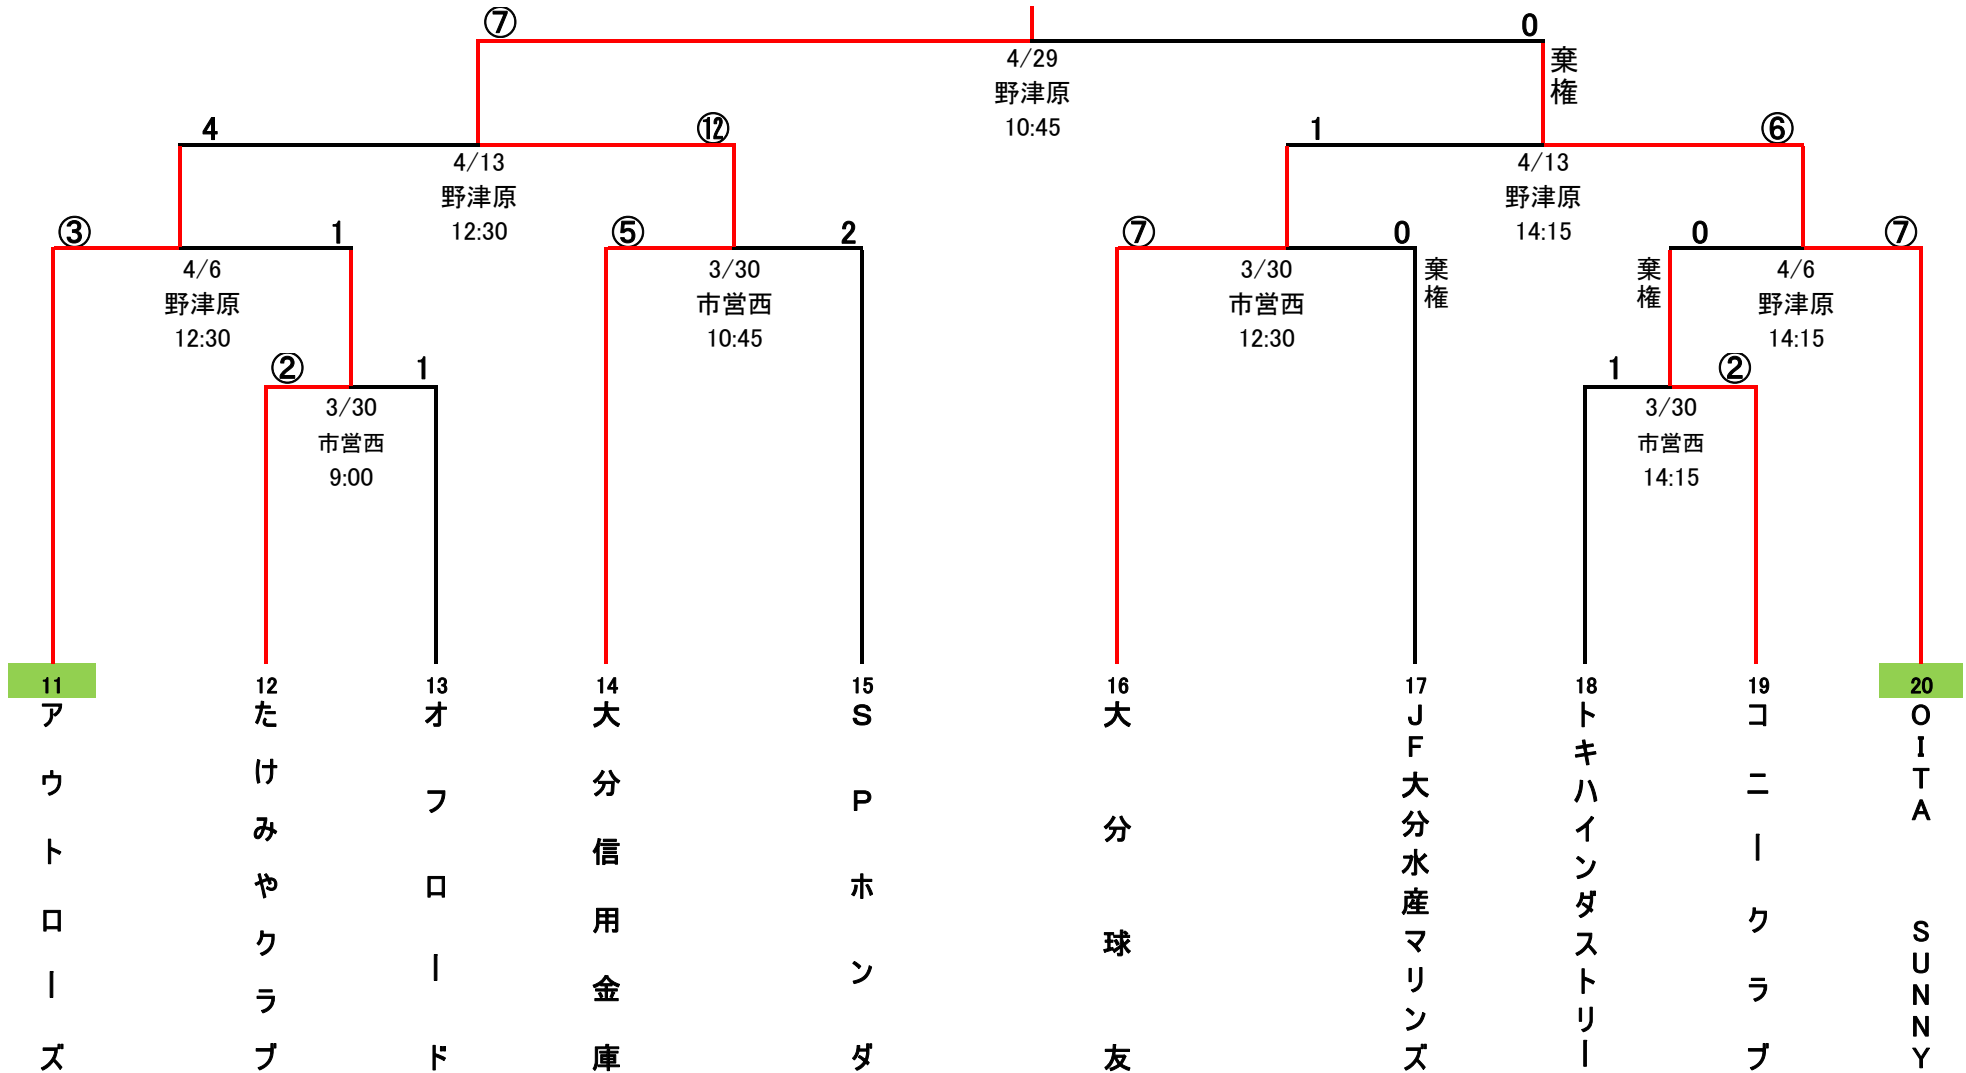 ⑦
0
4/29
野津原
10:45
棄権
4
⑫
4/13
野津原
12:30
1
⑥
4/13
野津原
14:15
③
1
4/6
野津原
12:30
⑤
2
3/30
市営西
10:45
⑦
0
3/30
市営西
12:30
棄権
0
⑦
棄権
4/6
野津原
14:15
②
1
3/30
市営西
9:00
1
②
3/30
市営西
14:15
11
アウトローズ
12
たけみやクラブ
13
オフロード
14
大分信用金庫
15
SPホンダ
16
大分球友
17
JF大分水産マリンズ
18
トキハインダストリー
19
コニークラブ
20
OITA SUNNY